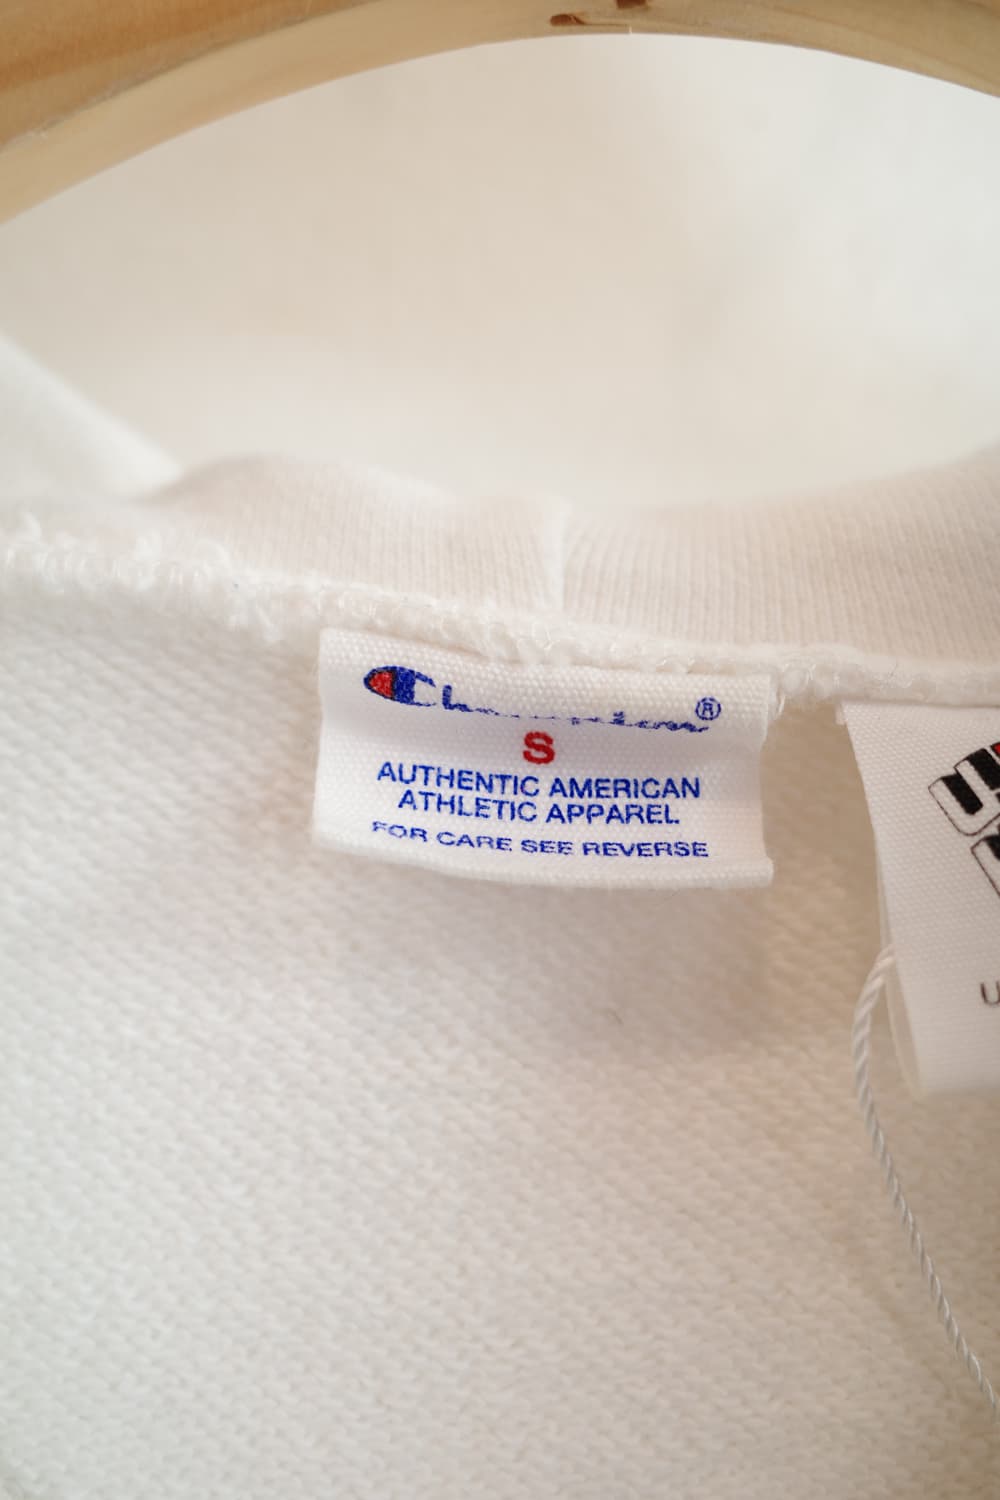 Champion®
S
AUTHENTIC AMERICAN
ATHLETIC APPAREL
FOR CARE SEE REVERSE
U